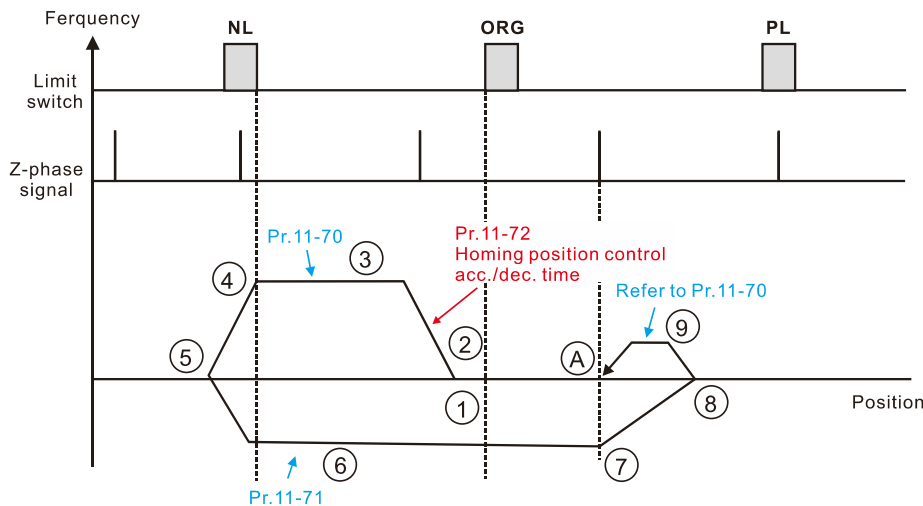 Ferquency
NL
ORG
PL
Limit
switch
Z-phase
signal
Pr.11-70
Pr.11-72
Homing position control
acc./dec. time
Refer to Pr.11-70
4
3
2
9
5
A
1
8
Position
6
7
Pr.11-71